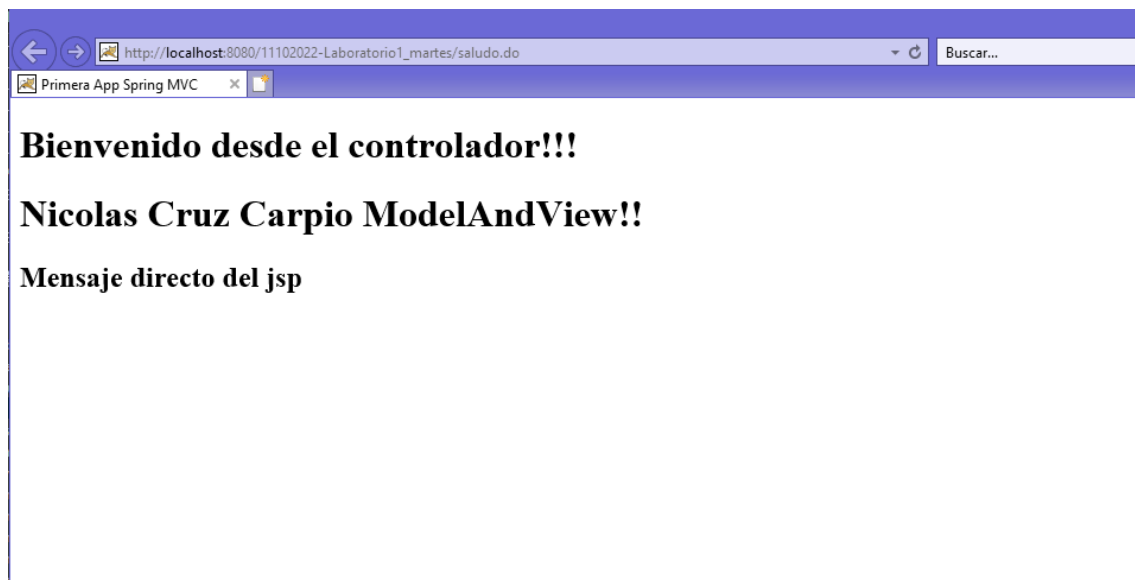 http://localhost:8080/11102022-Laboratorio1_martes/saludo.do
Buscar...
Primera App Spring MVC
Bienvenido desde el controlador!!!
Nicolas Cruz Carpio ModelAndView!!
Mensaje directo del jsp